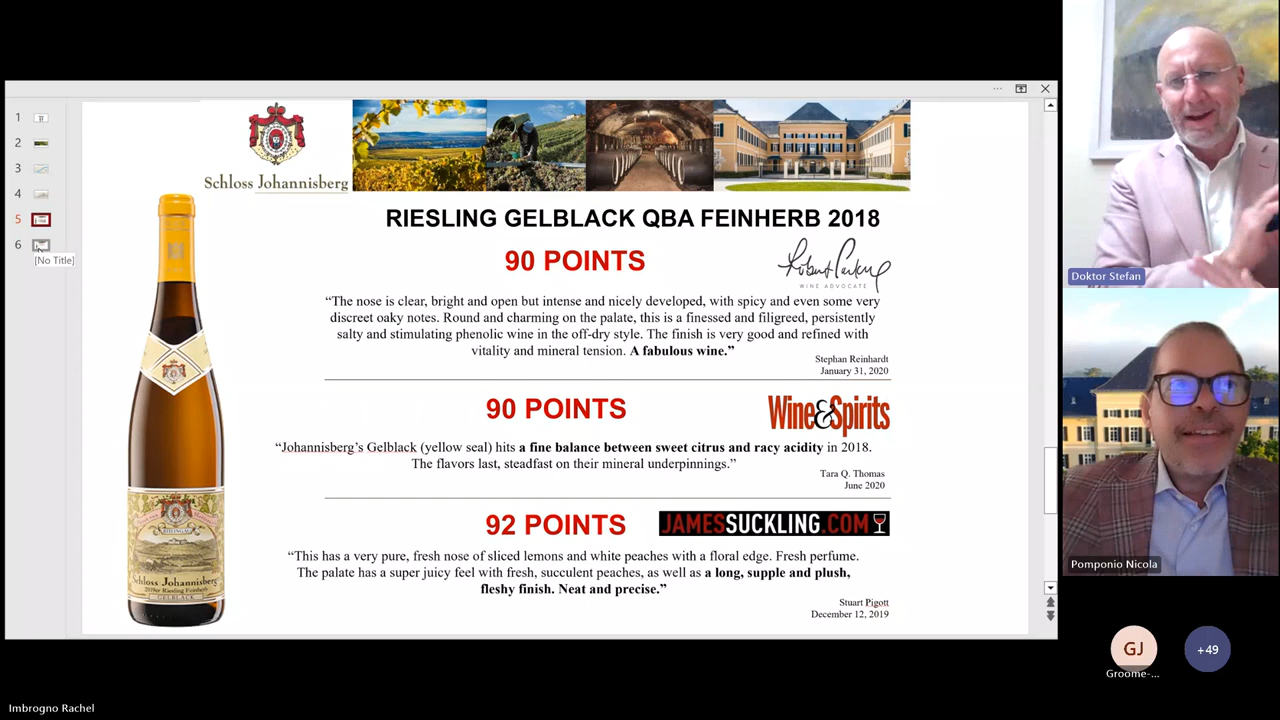 1
2
3
4
5
6
[No Title]
Schloss Johannisberg
RIESLING GELBLACK QBA FEINHERB 2018
90 POINTS
Robert Parker
WINE ADVOCATE
“The nose is clear, bright and open but intense and nicely developed, with spicy and even some very
discreet oaky notes. Round and charming on the palate, this is a finessed and filigreed, persistently
salty and stimulating phenolic wine in the off-dry style. The finish is very good and refined with
vitality and mineral tension. A fabulous wine.”
Stephan Reinhardt
January 31, 2020
90 POINTS
Wine&Spirits
“Johannisberg’s Gelblack (yellow seal) hits a fine balance between sweet citrus and racy acidity in 2018.
The flavors last, steadfast on their mineral underpinnings.”
Tara Q. Thomas
June 2020
92 POINTS
JAMESSUCKLING.COM
“This has a very pure, fresh nose of sliced lemons and white peaches with a floral edge. Fresh perfume.
The palate has a super juicy feel with fresh, succulent peaches, as well as a long, supple and plush,
fleshy finish. Neat and precise.”
Stuart Pigott
December 12, 2019
Schloss Johannisberg
2019er Riesling Feinherb
GELBLACK
Doktor Stefan
Pomponio Nicola
GJ
Groome-...
+49
Imbrogno Rachel